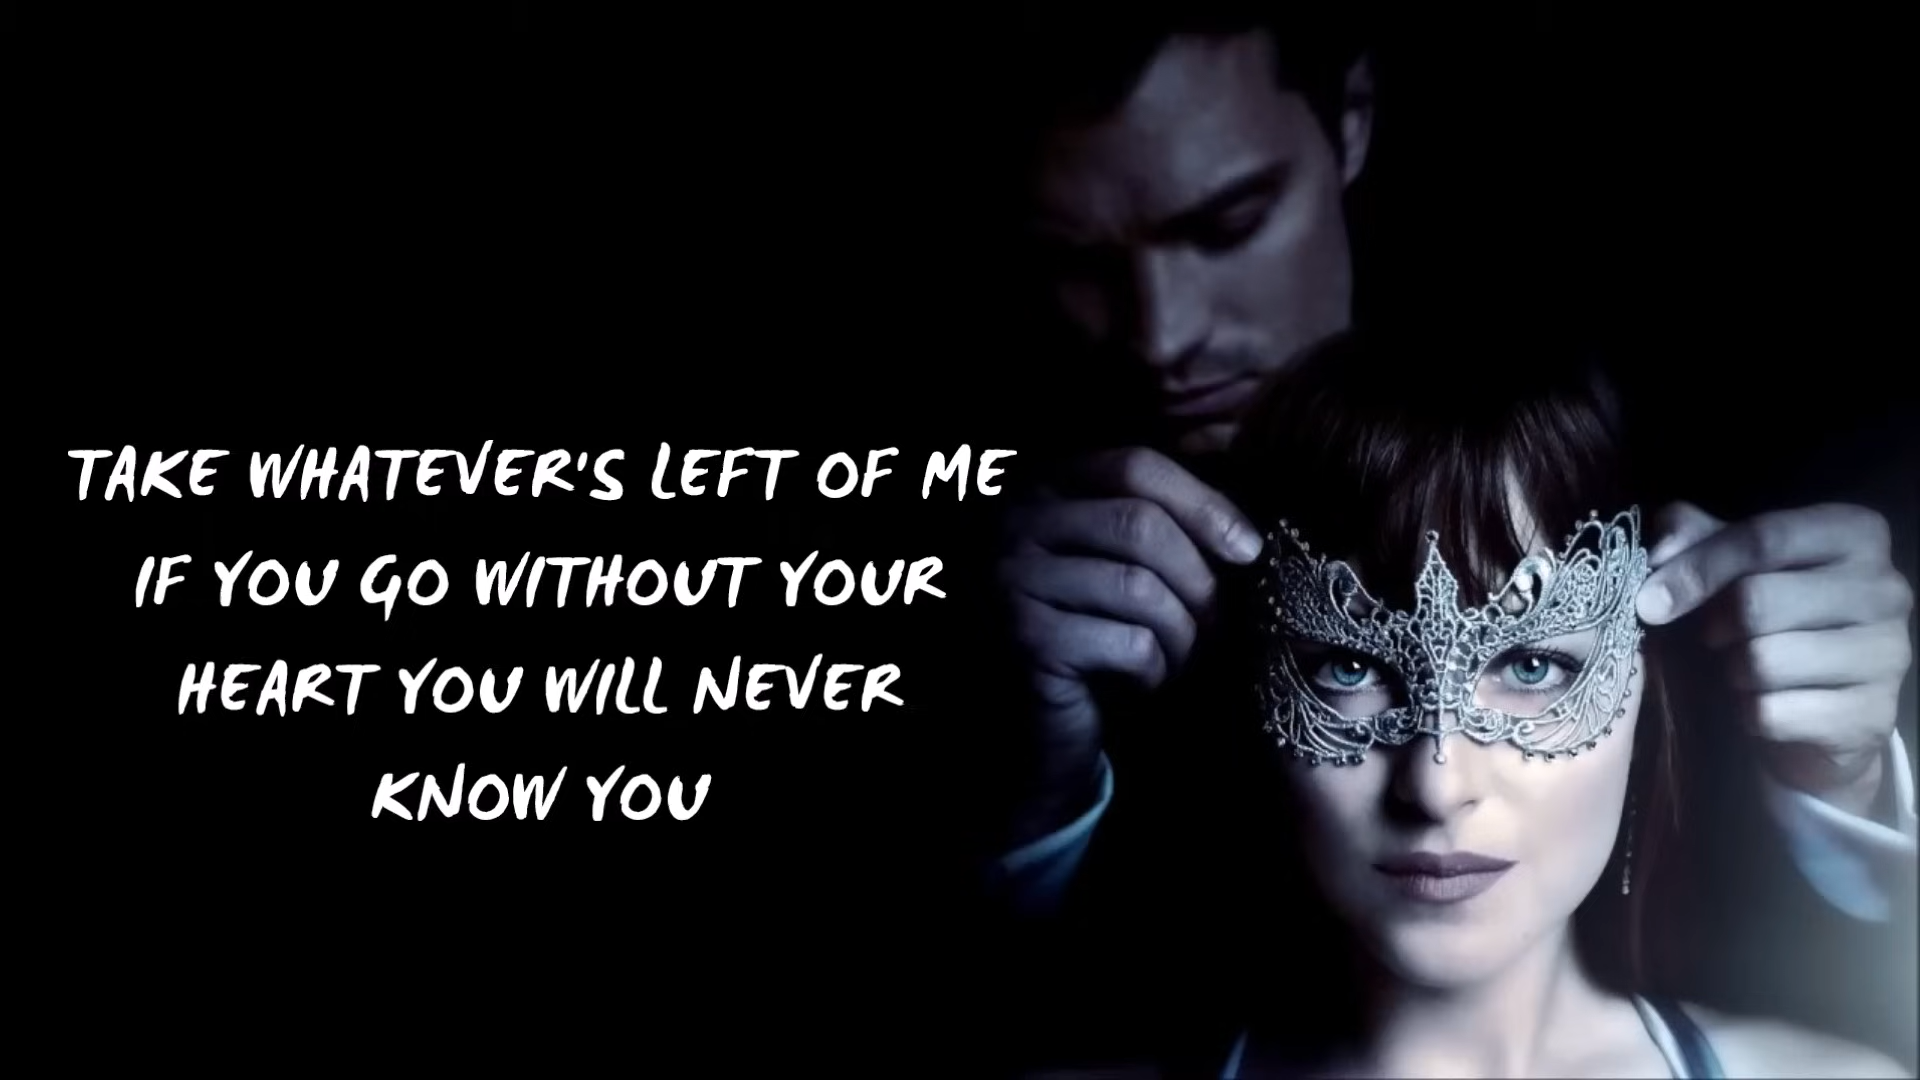 TAKE WHATEVER'S LEFT OF ME
IF YOU GO WITHOUT YOUR
HEART YOU WILL NEVER
KNOW YOU